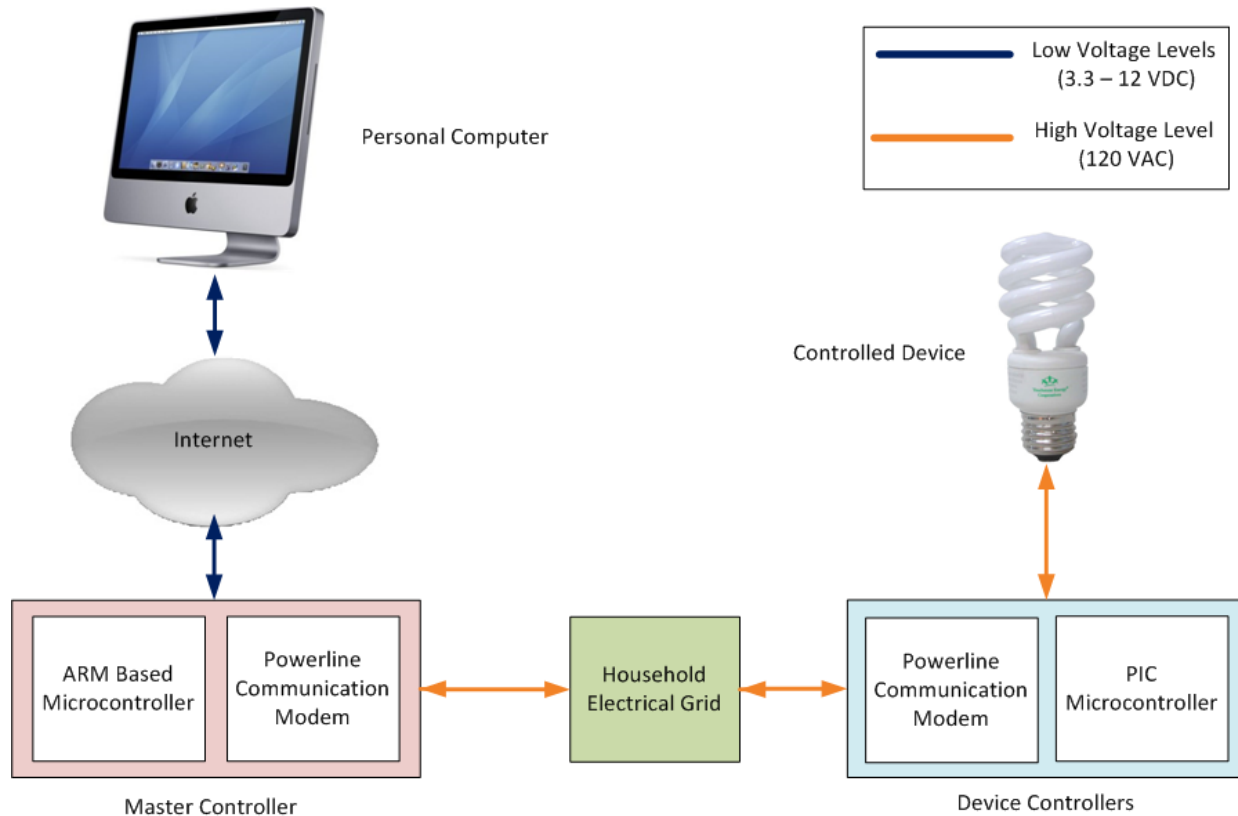 Personal Computer
Low Voltage Levels
(3.3 – 12 VDC)
High Voltage Level
(120 VAC)
Controlled Device
Internet
ARM Based
Microcontroller
Powerline
Communication
Modem
Household
Electrical Grid
Powerline
Communication
Modem
PIC
Microcontroller
Master Controller
Device Controllers